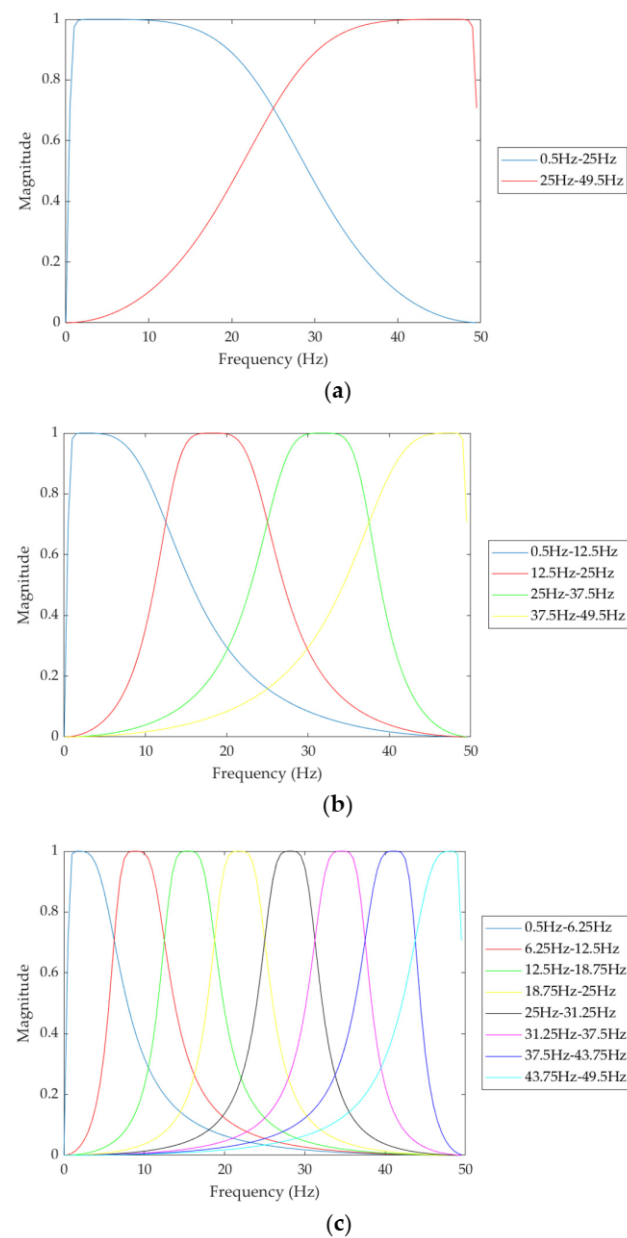 1
0.8
0.6
0.4
0.2
0
Magnitude
0 10 20 30 40 50
Frequency (Hz)
0.5Hz-25Hz
25Hz-49.5Hz
(a)
1
0.8
0.6
0.4
0.2
0
Magnitude
0 10 20 30 40 50
Frequency (Hz)
0.5Hz-12.5Hz
12.5Hz-25Hz
25Hz-37.5Hz
37.5Hz-49.5Hz
(b)
1
0.8
0.6
0.4
0.2
0
Magnitude
0 10 20 30 40 50
Frequency (Hz)
0.5Hz-6.25Hz
6.25Hz-12.5Hz
12.5Hz-18.75Hz
18.75Hz-25Hz
25Hz-31.25Hz
31.25Hz-37.5Hz
37.5Hz-43.75Hz
43.75Hz-49.5Hz
(c)